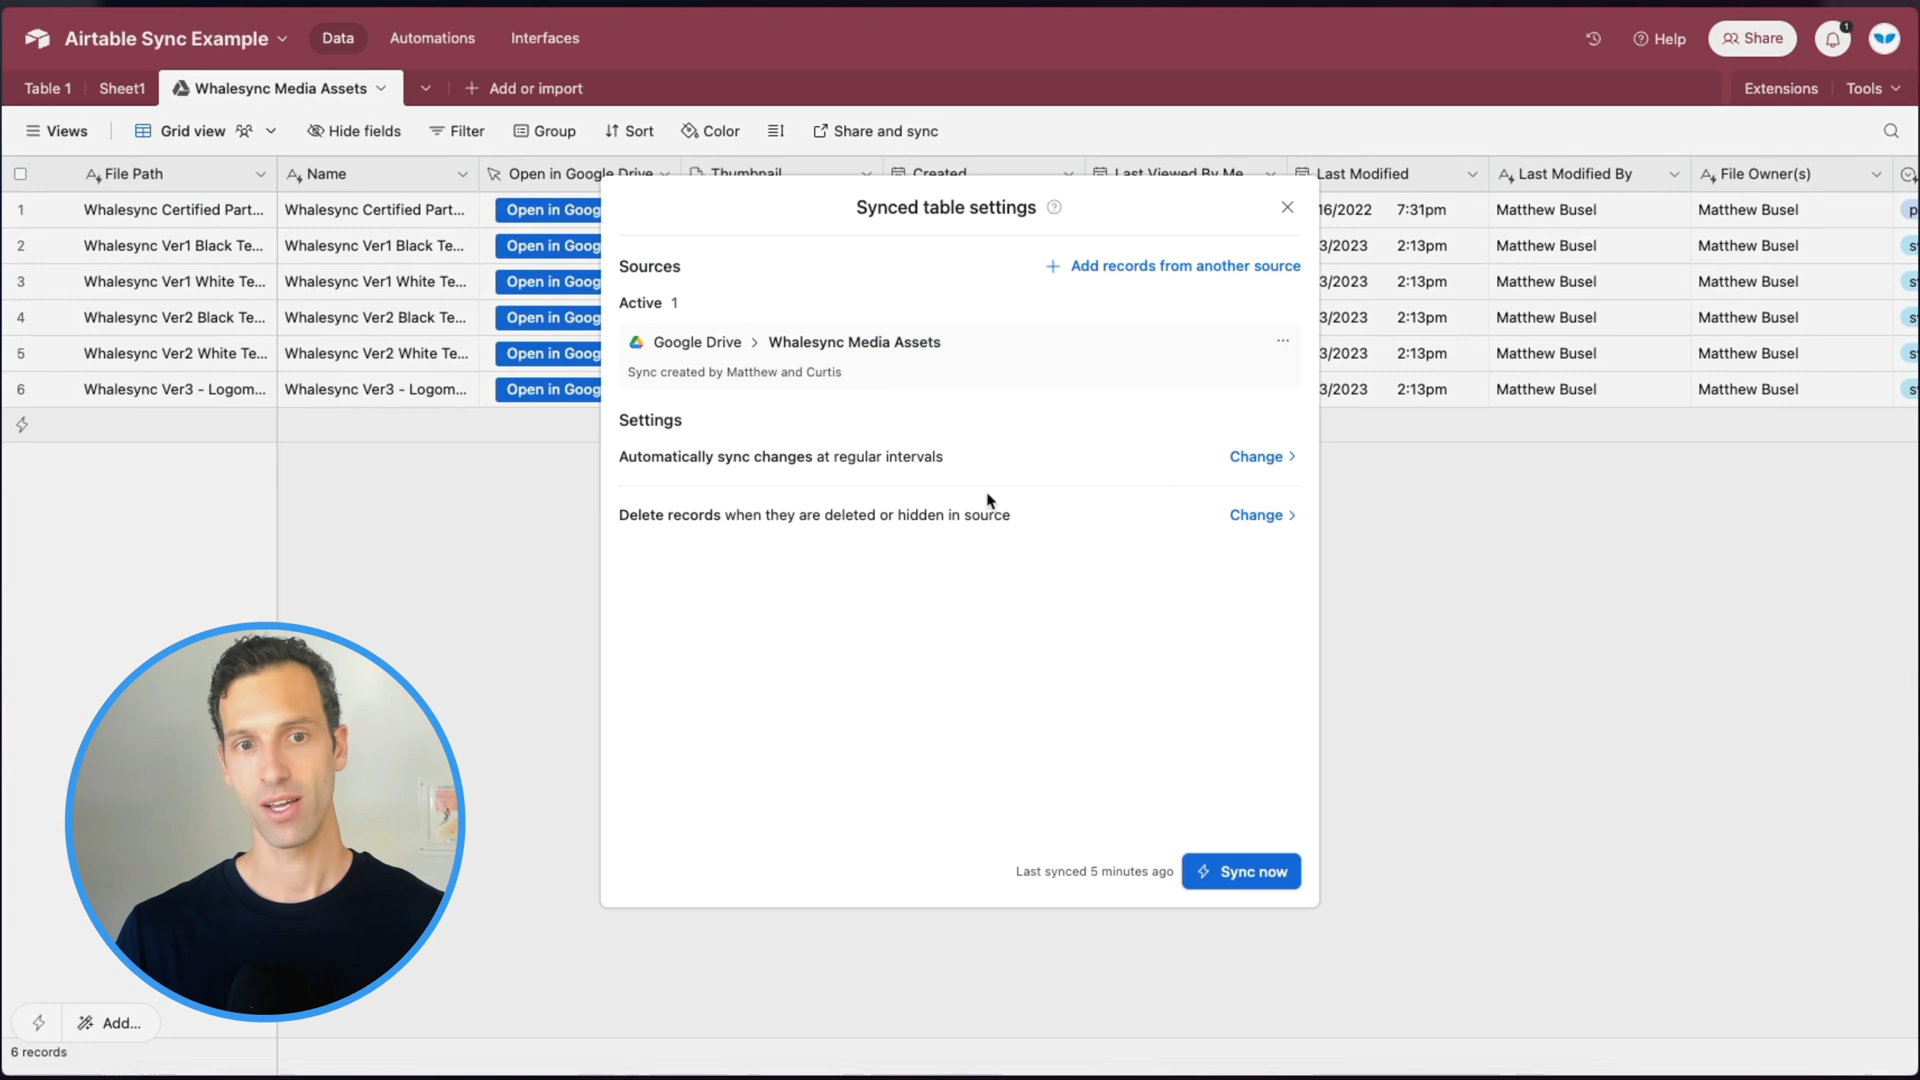 Airtable Sync Example
Data
Automations
Interfaces
Help
Share
1
Table 1
Sheet1
Whalesync Media Assets
Add or import
Extensions
Tools
Views
Grid view
Hide fields
Filter
Group
Sort
Color
Share and sync
File Path
Name
Open in Google Drive
Thumbnail
Created
Last Viewed By Me
Last Modified
Last Modified By
File Owner(s)
1 Whalesync Certified Part... Whalesync Certified Part... Open in Goog 16/2022 7:31pm Matthew Busel Matthew Busel
2 Whalesync Ver1 Black Te... Whalesync Ver1 Black Te... Open in Goog 3/2023 2:13pm Matthew Busel Matthew Busel
3 Whalesync Ver1 White Te... Whalesync Ver1 White Te... Open in Goog 3/2023 2:13pm Matthew Busel Matthew Busel
4 Whalesync Ver2 Black Te... Whalesync Ver2 Black Te... Open in Goog 3/2023 2:13pm Matthew Busel Matthew Busel
5 Whalesync Ver2 White Te... Whalesync Ver2 White Te... Open in Goog 3/2023 2:13pm Matthew Busel Matthew Busel
6 Whalesync Ver3 - Logom... Whalesync Ver3 - Logom... Open in Goog 3/2023 2:13pm Matthew Busel Matthew Busel
Synced table settings
Sources
Add records from another source
Active 1
Google Drive > Whalesync Media Assets
Sync created by Matthew and Curtis
Settings
Automatically sync changes at regular intervals
Change >
Delete records when they are deleted or hidden in source
Change >
Last synced 5 minutes ago
Sync now
Add...
6 records